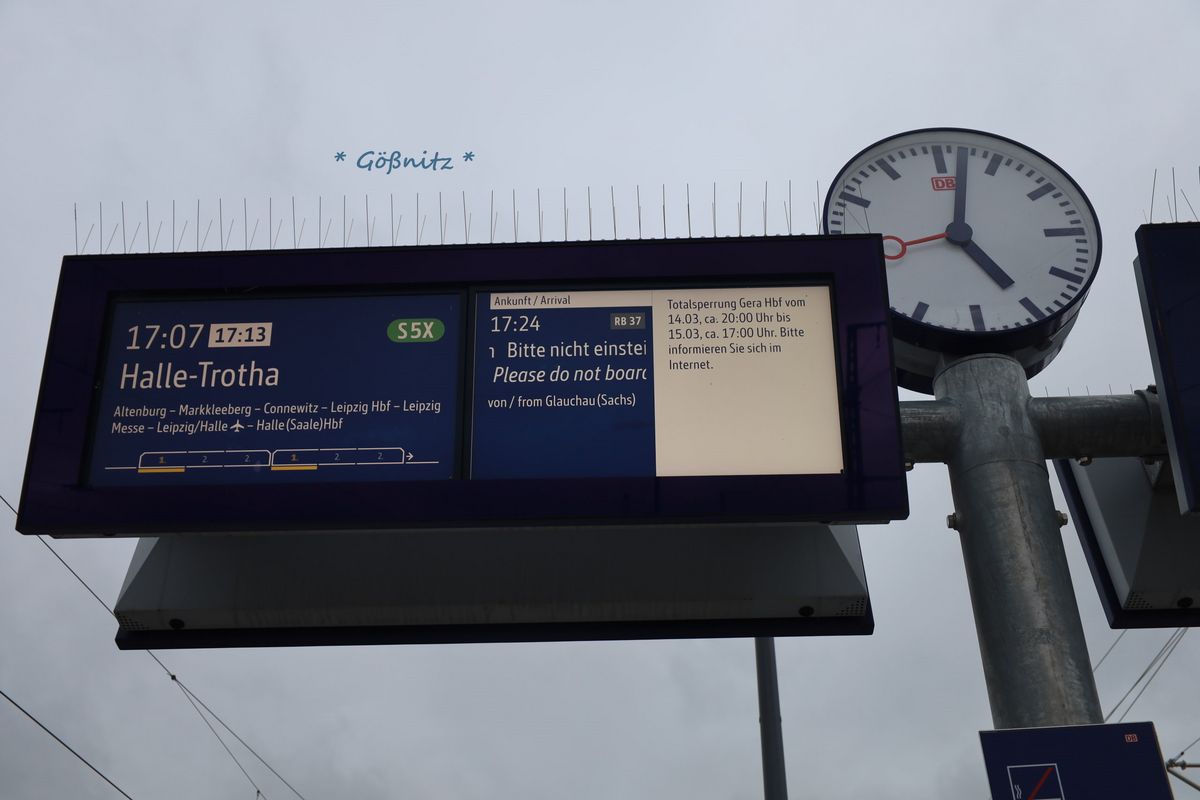 * Gößnitz *
DB
17:07 17:13 S5X
Halle-Trotha
Altenburg – Markkleeberg – Connewitz – Leipzig Hbf – Leipzig
Messe – Leipzig/Halle ✈ – Halle(Saale)Hbf
1. 2. 2. 1. 2. 2.
Ankunft / Arrival
17:24 RB 37
Bitte nicht einstei
Please do not board
von / from Glauchau(Sachs)
Totalsperrung Gera Hbf vom
14.03, ca. 20:00 Uhr bis
15.03, ca. 17:00 Uhr. Bitte
informieren Sie sich im
Internet.
DB